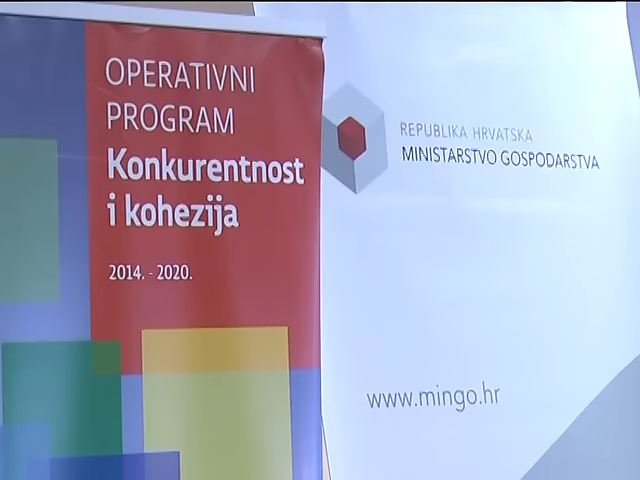 OPERATIVNI
PROGRAM
Konkurentnost
i kohezija
2014. - 2020.
REPUBLIKA HRVATSKA
MINISTARSTVO GOSPODARSTVA
www.mingo.hr